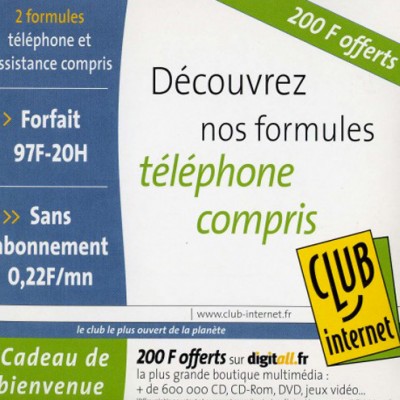 2 formules
téléphone et
ssistance compris
> Forfait
97F-20H
>> Sans
abonnement
0,22F/mn
200 F offerts
Découvrez
nos formules
téléphone
compris
CLUB
internet
www.club-internet.fr
le club le plus ouvert de la planète
Cadeau de
bienvenue
200 F offerts sur digitall.fr
la plus grande boutique multimédia :
+ de 600 000 CD, CD-Rom, DVD, jeux vidéo...